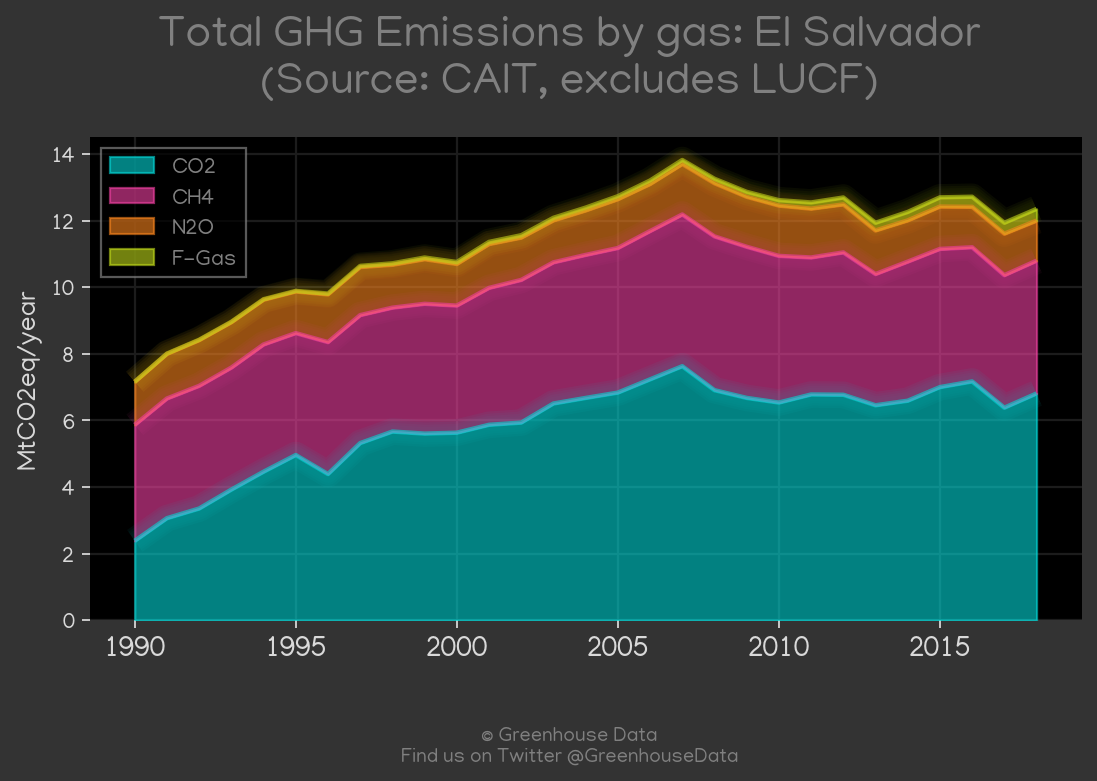 Total GHG Emissions by gas: El Salvador
(Source: CAIT, excludes LUCF)
CO2
CH4
N2O
F-Gas
MtCO2eq/year
14
12
10
8
6
4
2
0
1990 1995 2000 2005 2010 2015
© Greenhouse Data
Find us on Twitter @GreenhouseData